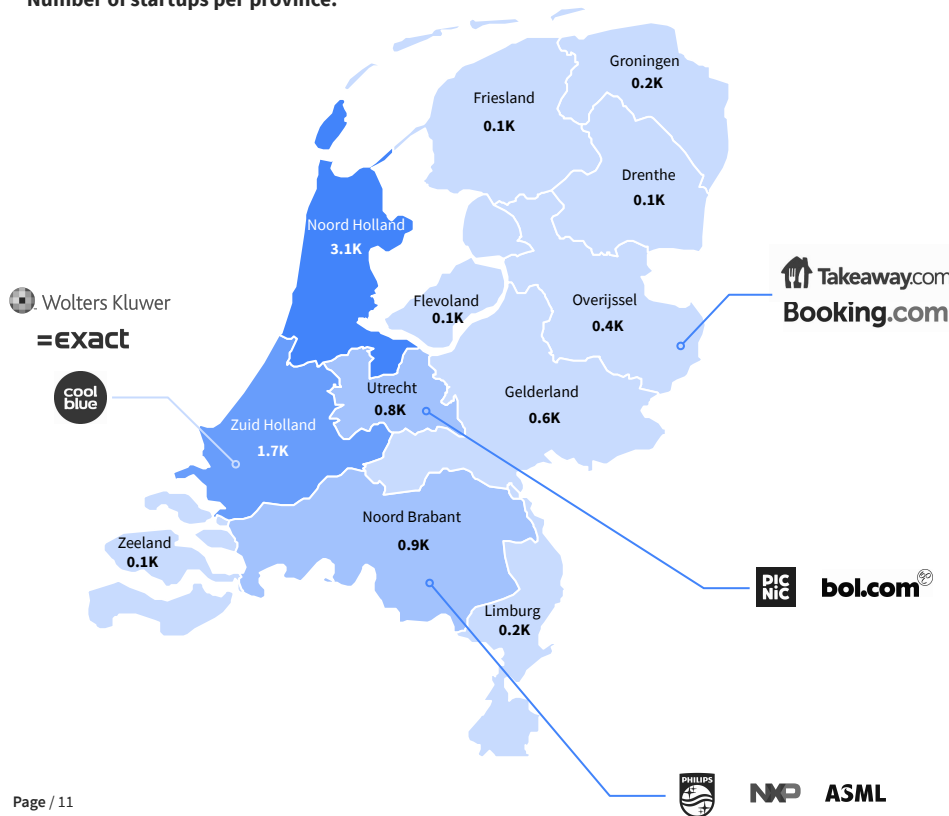 Number of startups per province.
Groningen
0.2K
Friesland
0.1K
Drenthe
0.1K
Noord Holland
3.1K
Takeaway.com
Booking.com
Wolters Kluwer
=exact
Flevoland
0.1K
Overijssel
0.4K
cool
blue
Utrecht
0.8K
Gelderland
0.6K
Zuid Holland
1.7K
Noord Brabant
0.9K
Zeeland
0.1K
PIC
NIC
bol.com
Limburg
0.2K
PHILIPS
NXP
ASML
Page / 11